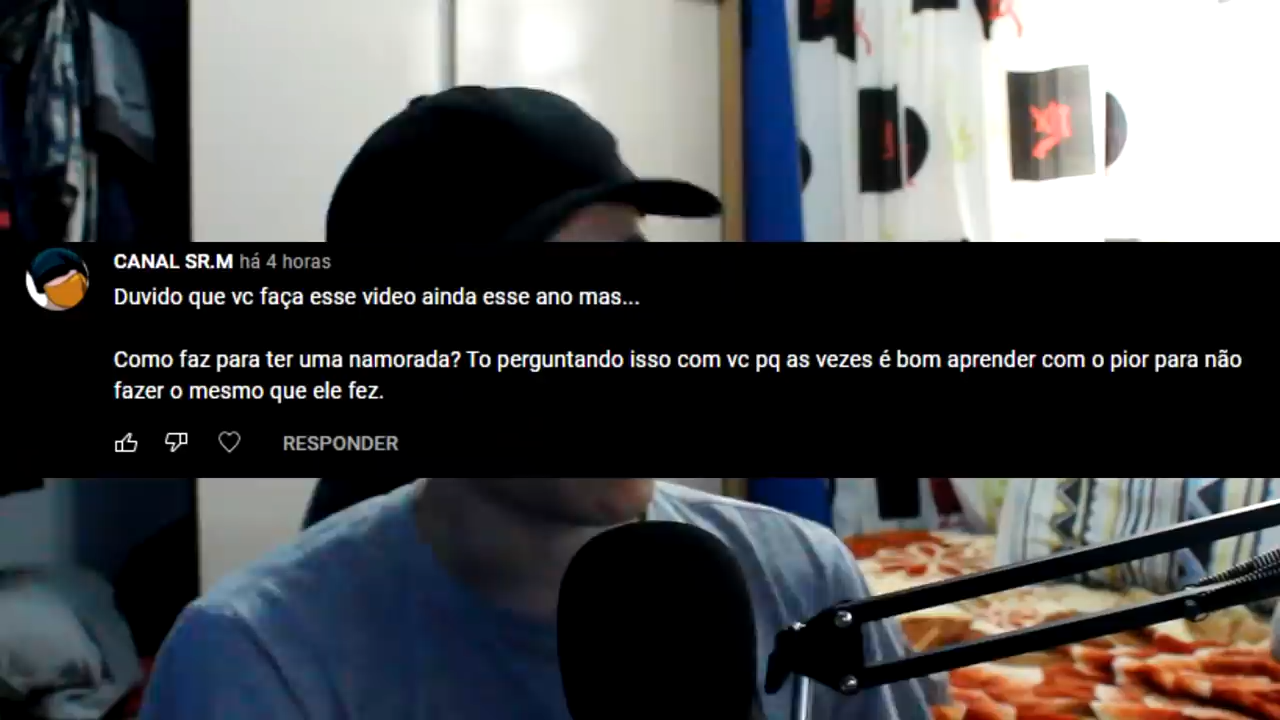 CANAL SR.M há 4 horas
Duvido que vc faça esse video ainda esse ano mas...
Como faz para ter uma namorada? To perguntando isso com vc pq as vezes é bom aprender com o pior para não
fazer o mesmo que ele fez.
RESPONDER